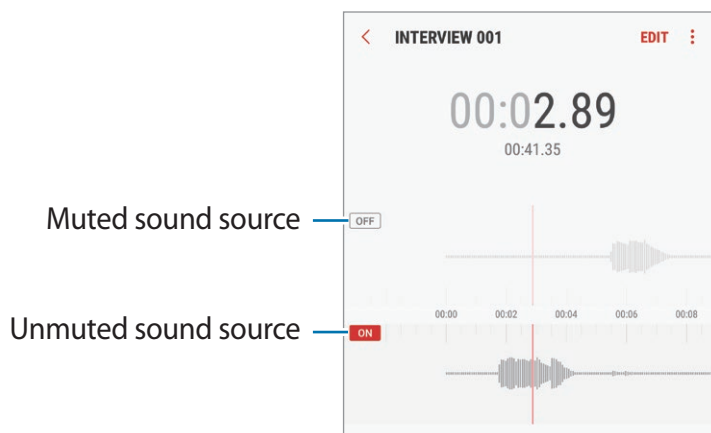 INTERVIEW 001 EDIT
00:02.89
00:41.35
Muted sound source
OFF
00:00 00:02 00:04 00:06 00:08
Unmuted sound source
ON